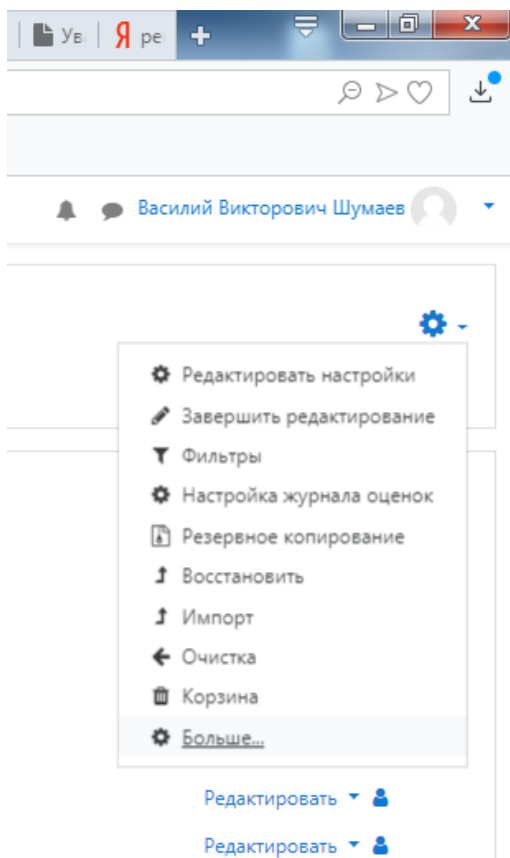 Ув
Я ре
Василий Викторович Шумаев
Редактировать настройки
Завершить редактирование
Фильтры
Настройка журнала оценок
Резервное копирование
Восстановить
Импорт
Очистка
Корзина
Больше...
Редактировать
Редактировать